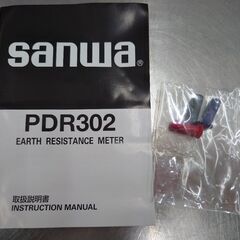 sanwa®
PDR302
EARTH RESISTANCE METER
取扱説明書
INSTRUCTION MANUAL